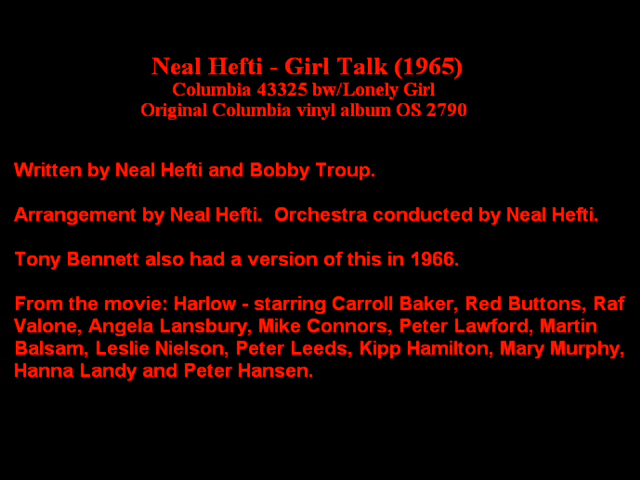 Neal Hefti - Girl Talk (1965)
Columbia 43325 bw/Lonely Girl
Original Columbia vinyl album OS 2790
Written by Neal Hefti and Bobby Troup.
Arrangement by Neal Hefti.  Orchestra conducted by Neal Hefti.
Tony Bennett also had a version of this in 1966.
From the movie: Harlow - starring Carroll Baker, Red Buttons, Raf
Valone, Angela Lansbury, Mike Connors, Peter Lawford, Martin
Balsam, Leslie Nielson, Peter Leeds, Kipp Hamilton, Mary Murphy,
Hanna Landy and Peter Hansen.